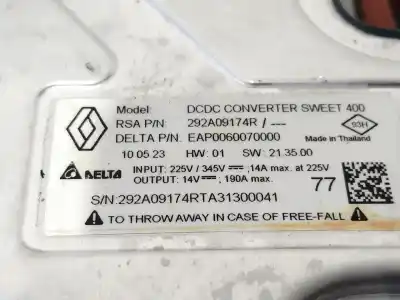 Model: DCDC CONVERTER SWEET 400
RSA P/N: 292A09174R / ---
DELTA P/N: EAP0060070000
93H
Made in Thailand
10 05 23 HW: 01 SW: 21.35.00
DELTA INPUT: 225V / 345V ⎓ ,14A max. at 225V
OUTPUT: 14V ⎓ ,190A max. 77
S/N:292A09174RTA31300041
⚠ TO THROW AWAY IN CASE OF FREE-FALL ⚠